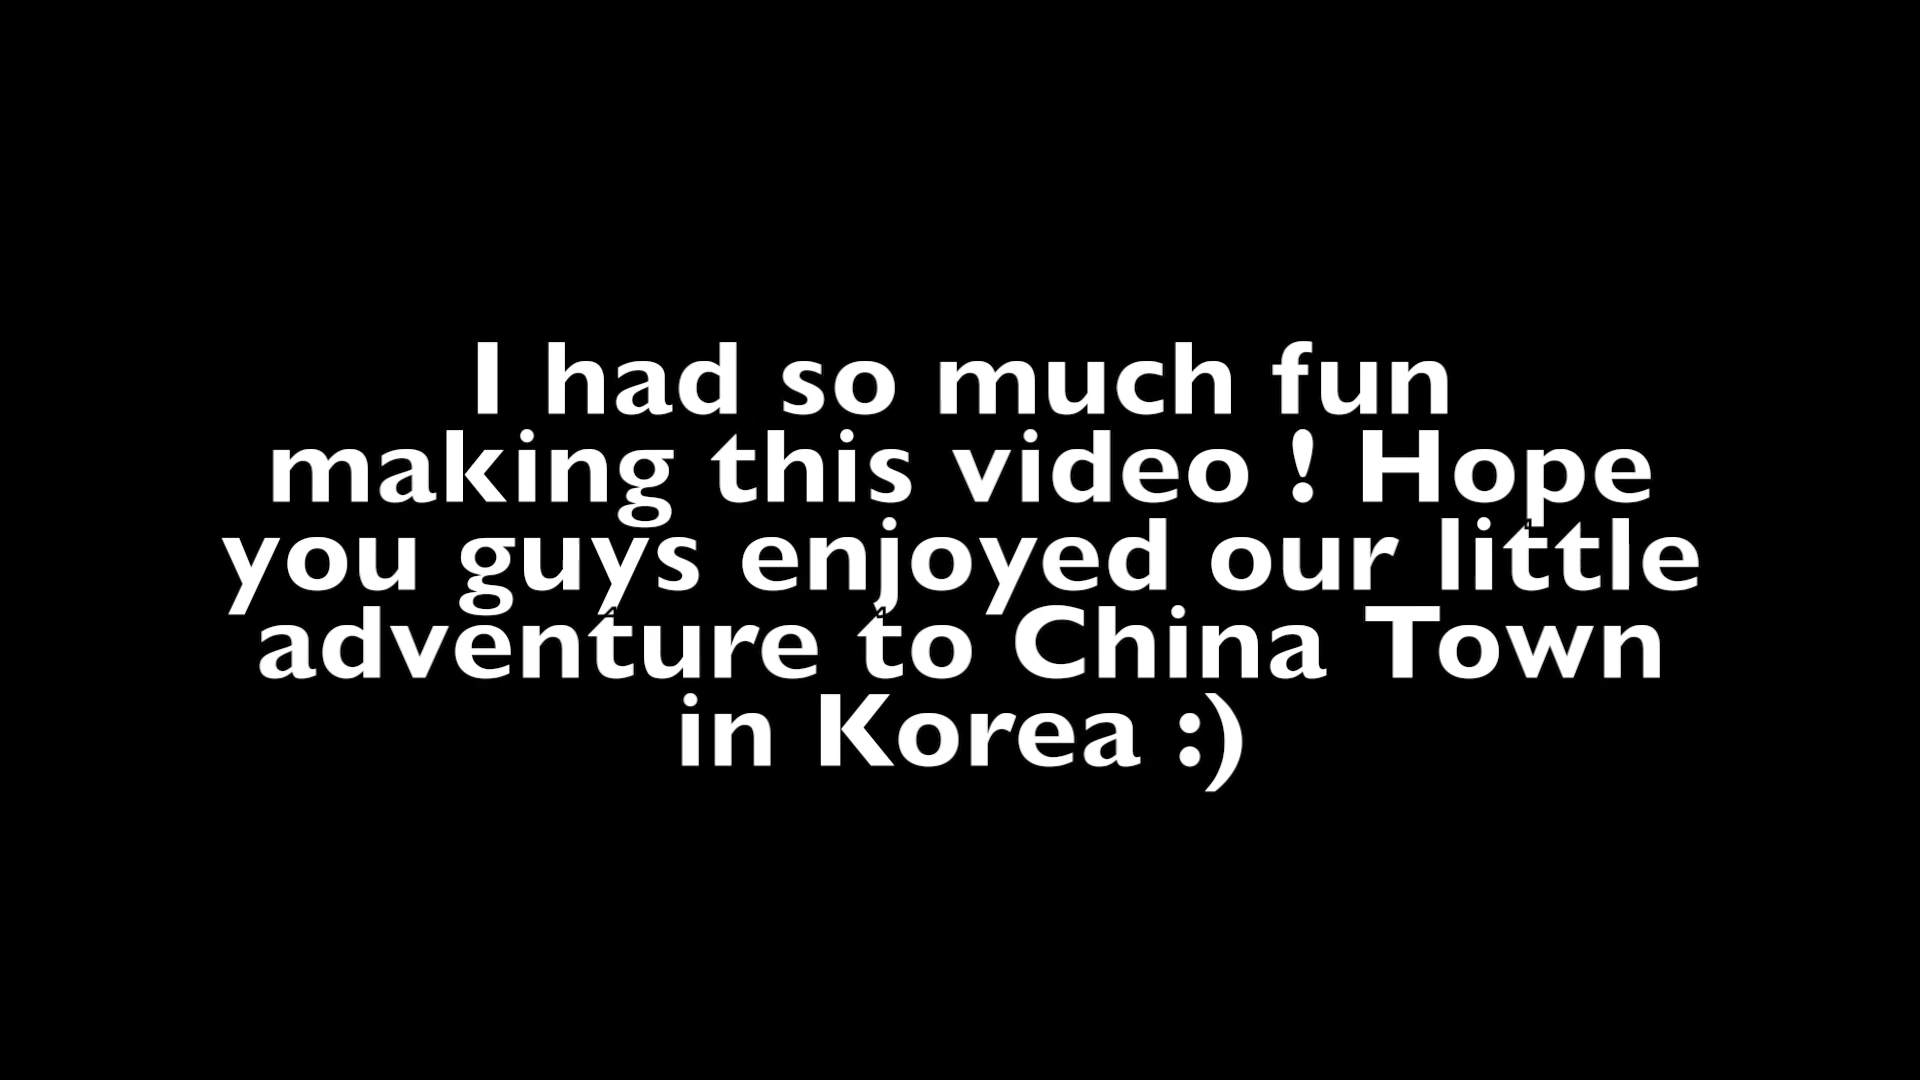 I had so much fun
making this video ! Hope
you guys enjoyed our little
adventure to China Town
in Korea :)